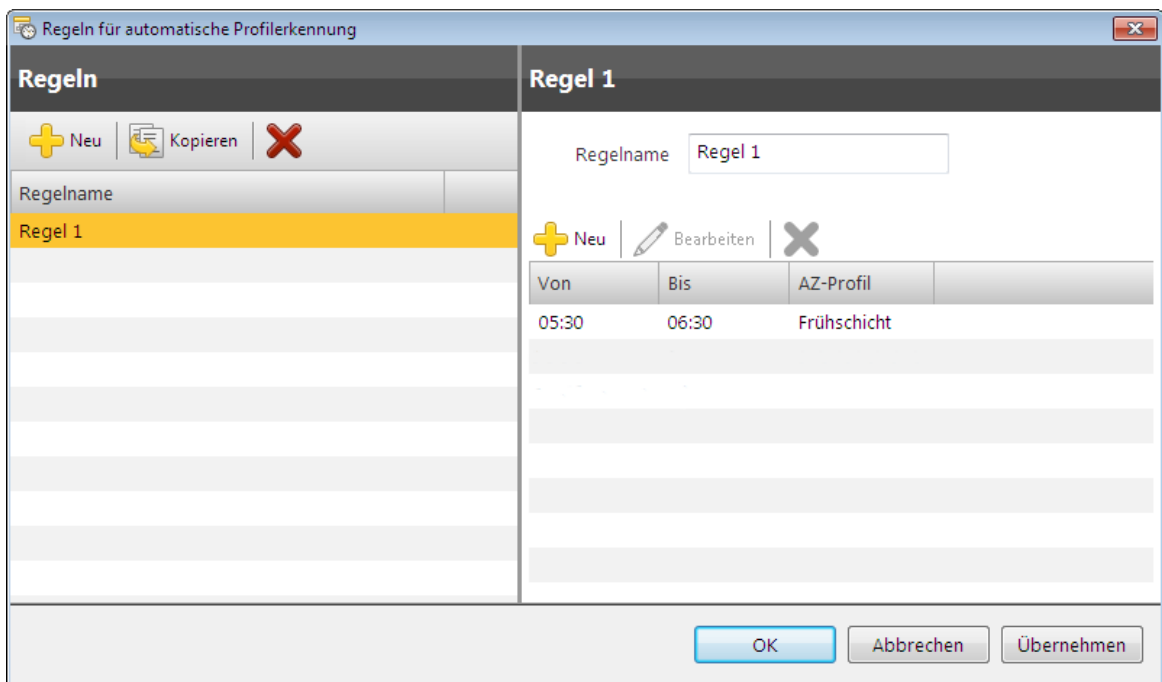 Regeln für automatische Profilerkennung
Regeln
Neu Kopieren
Regelname
Regel 1
Regel 1
Regelname Regel 1
Neu Bearbeiten
Von Bis AZ-Profil
05:30 06:30 Frühschicht
OK Abbrechen Übernehmen